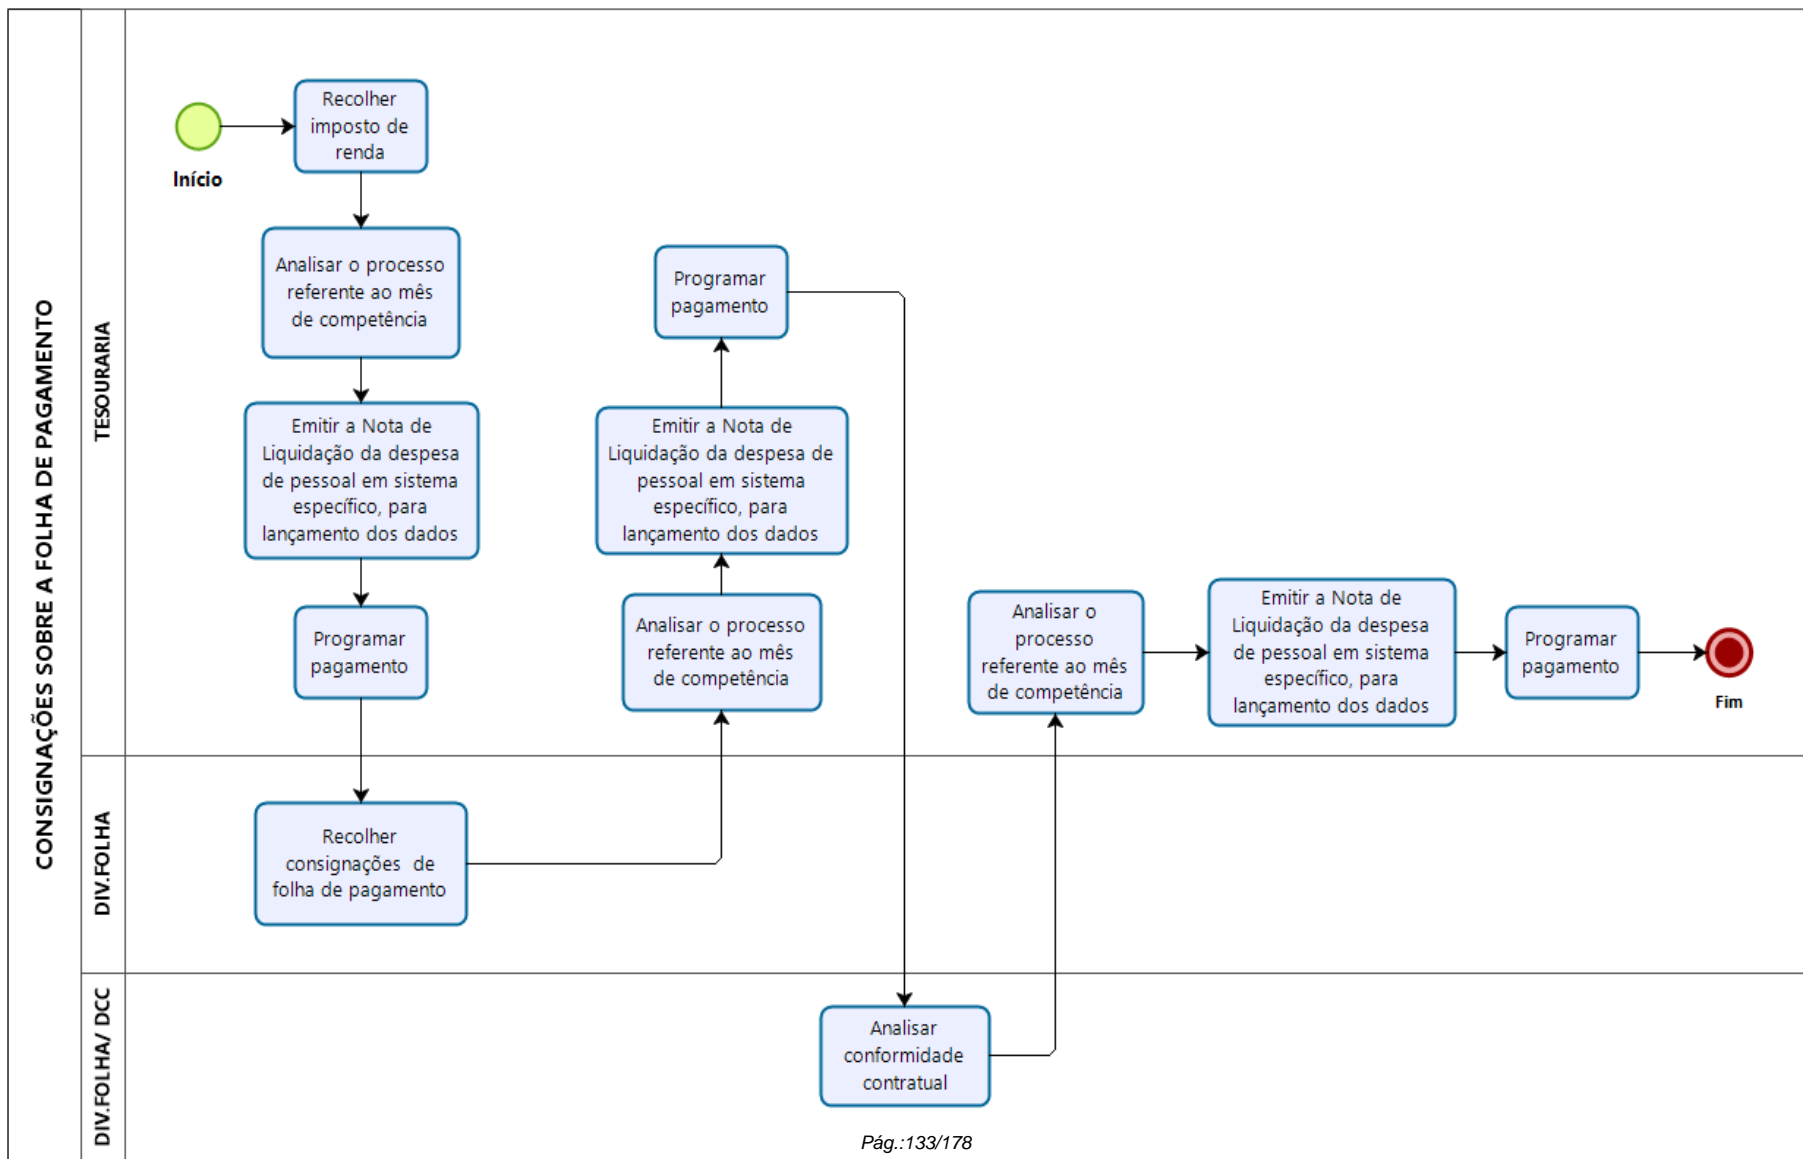 CONSIGNAÇÕES SOBRE A FOLHA DE PAGAMENTO
TESOURARIA
Início
Recolher
imposto de
renda
Analisar o processo
referente ao mês
de competência
Emitir a Nota de
Liquidação da despesa
de pessoal em sistema
específico, para
lançamento dos dados
Programar
pagamento
DIV.FOLHA
Recolher
consignações  de
folha de pagamento
Analisar o processo
referente ao mês
de competência
Emitir a Nota de
Liquidação da despesa de
pessoal em sistema
específico, para
lançamento dos dados
Programar
pagamento
DIV.FOLHA/ DCC
Analisar
conformidade
contratual
Analisar o
processo
referente ao mês
de competência
Emitir a Nota de
Liquidação da despesa
de pessoal em sistema
específico, para
lançamento dos dados
Programar
pagamento
Fim
Pág.:133/178